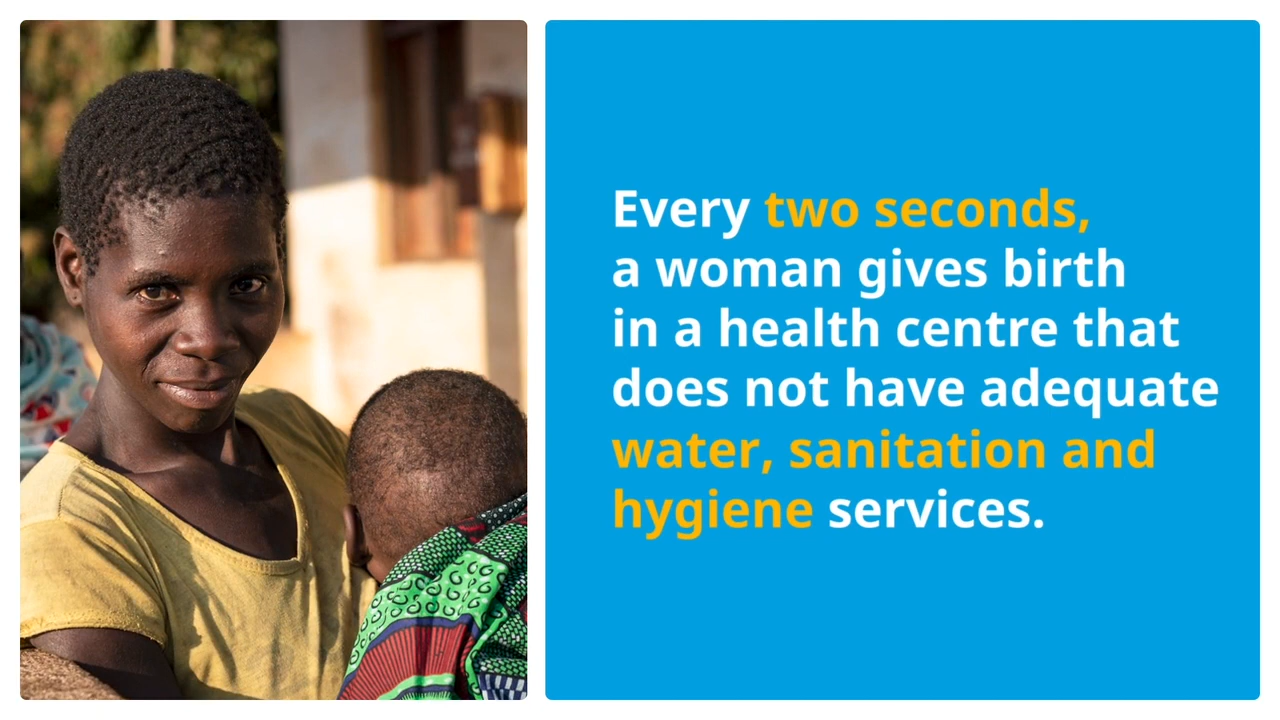 Every two seconds,
a woman gives birth
in a health centre that
does not have adequate
water, sanitation and
hygiene services.